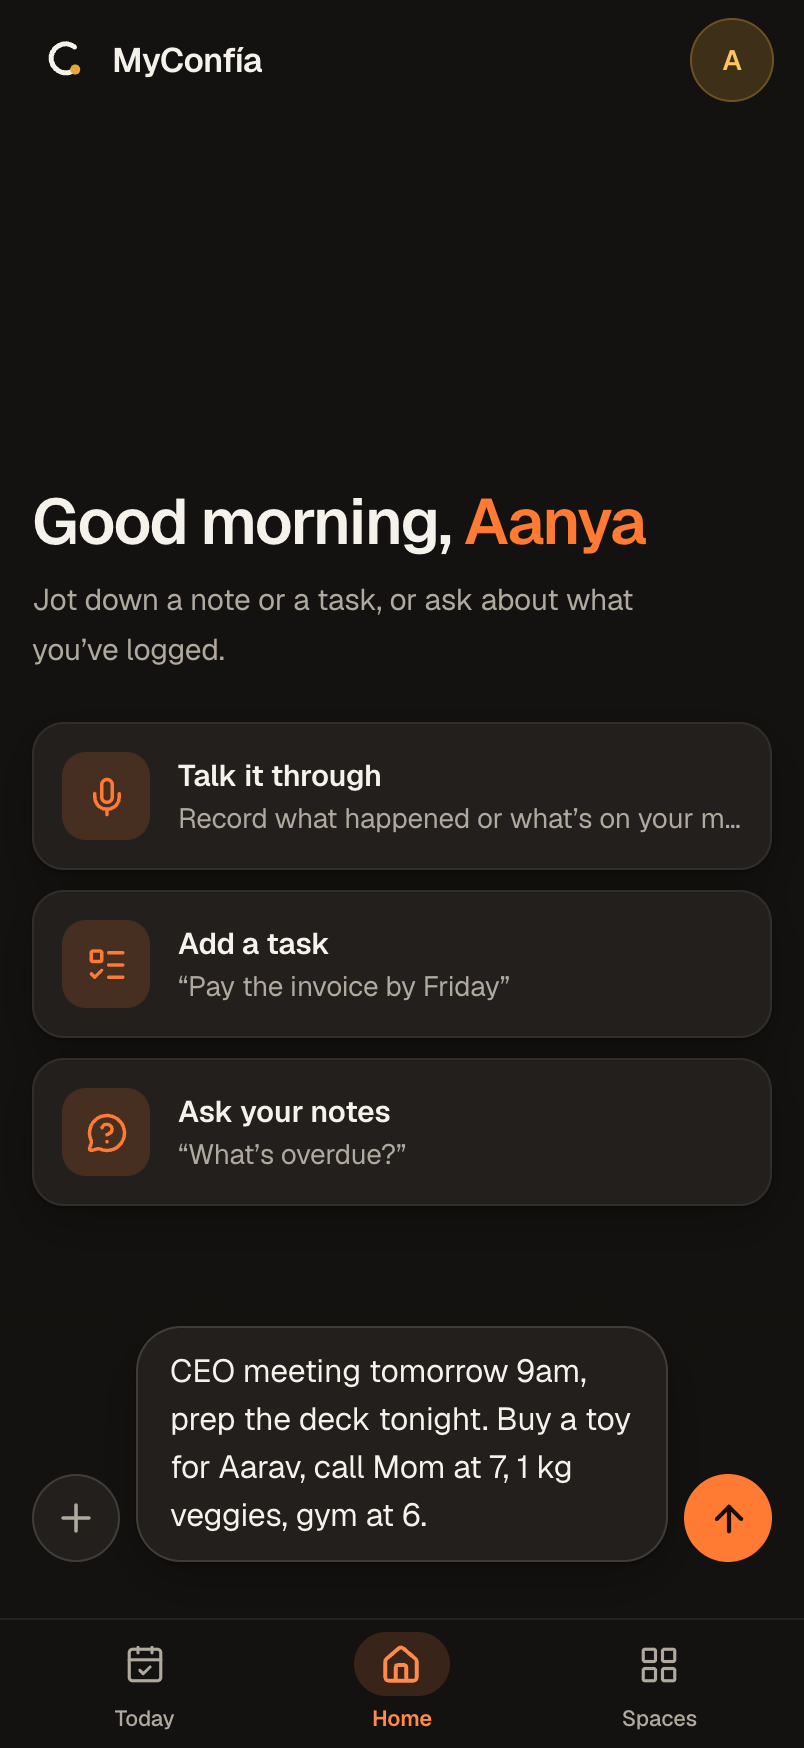 MyConfía
A
Good morning, Aanya
Jot down a note or a task, or ask about what
you’ve logged.
Talk it through
Record what happened or what’s on your m…
Add a task
“Pay the invoice by Friday”
Ask your notes
“What’s overdue?”
CEO meeting tomorrow 9am,
prep the deck tonight. Buy a toy
for Aarav, call Mom at 7, 1 kg
veggies, gym at 6.
Today
Home
Spaces